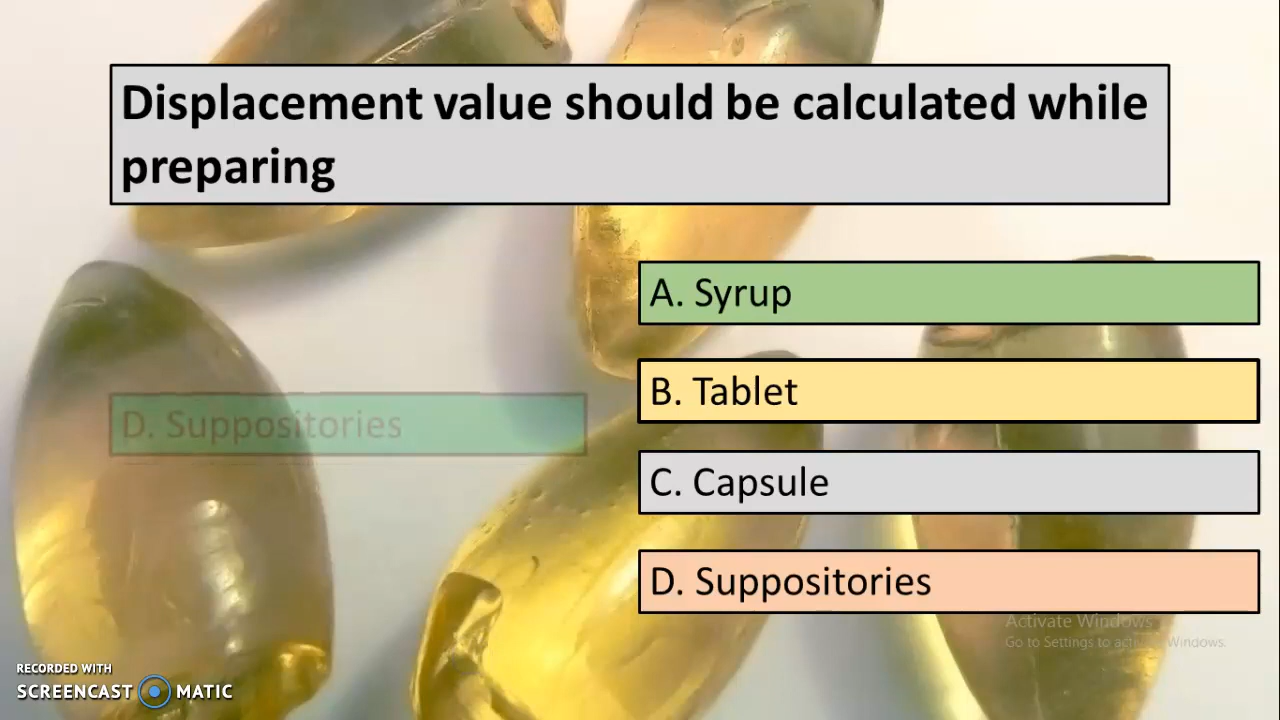 Displacement value should be calculated while
preparing
A. Syrup
B. Tablet
D. Suppositories
C. Capsule
D. Suppositories
Activate Windows
Go to Settings to activate Windows.
RECORDED WITH
SCREENCAST MATIC